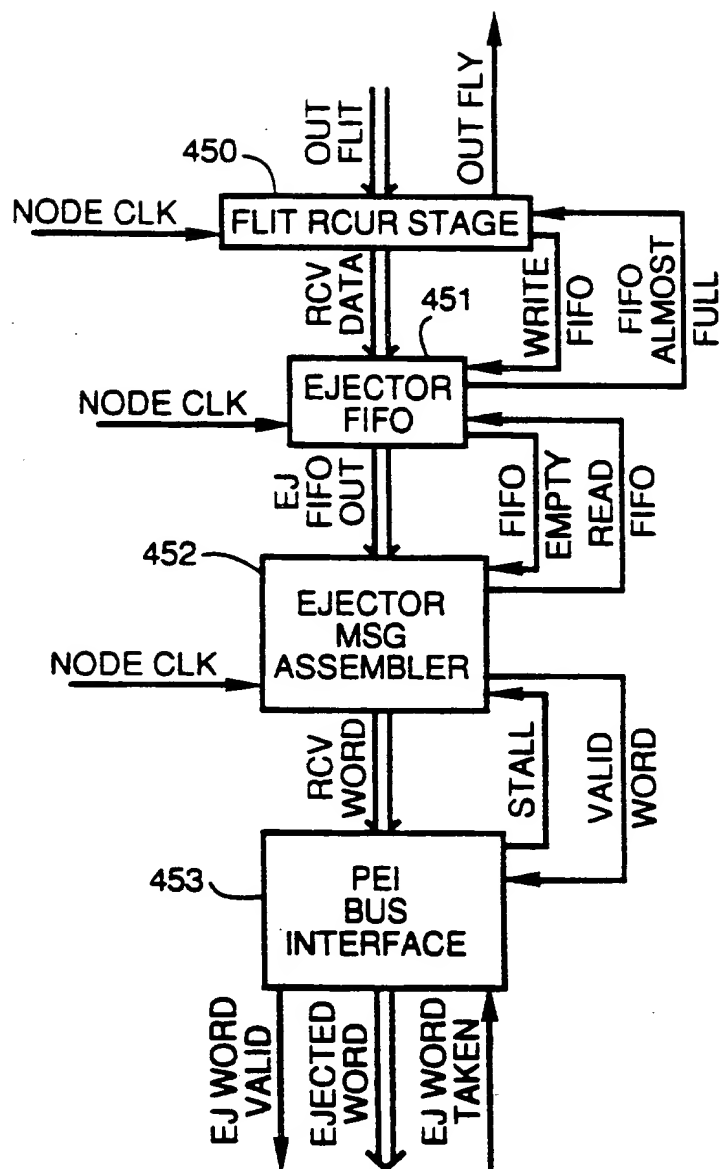 OUT
FLIT
OUT FLY
450
NODE CLK
FLIT RCUR STAGE
RCV
DATA
451
WRITE
FIFO
FIFO
ALMOST
FULL
NODE CLK
EJECTOR
FIFO
EJ
FIFO
OUT
FIFO
EMPTY
READ
FIFO
452
EJECTOR
MSG
ASSEMBLER
NODE CLK
RCV
WORD
STALL
VALID
WORD
453
PEI
BUS
INTERFACE
EJ WORD
VALID
EJECTED
WORD
EJ WORD
TAKEN